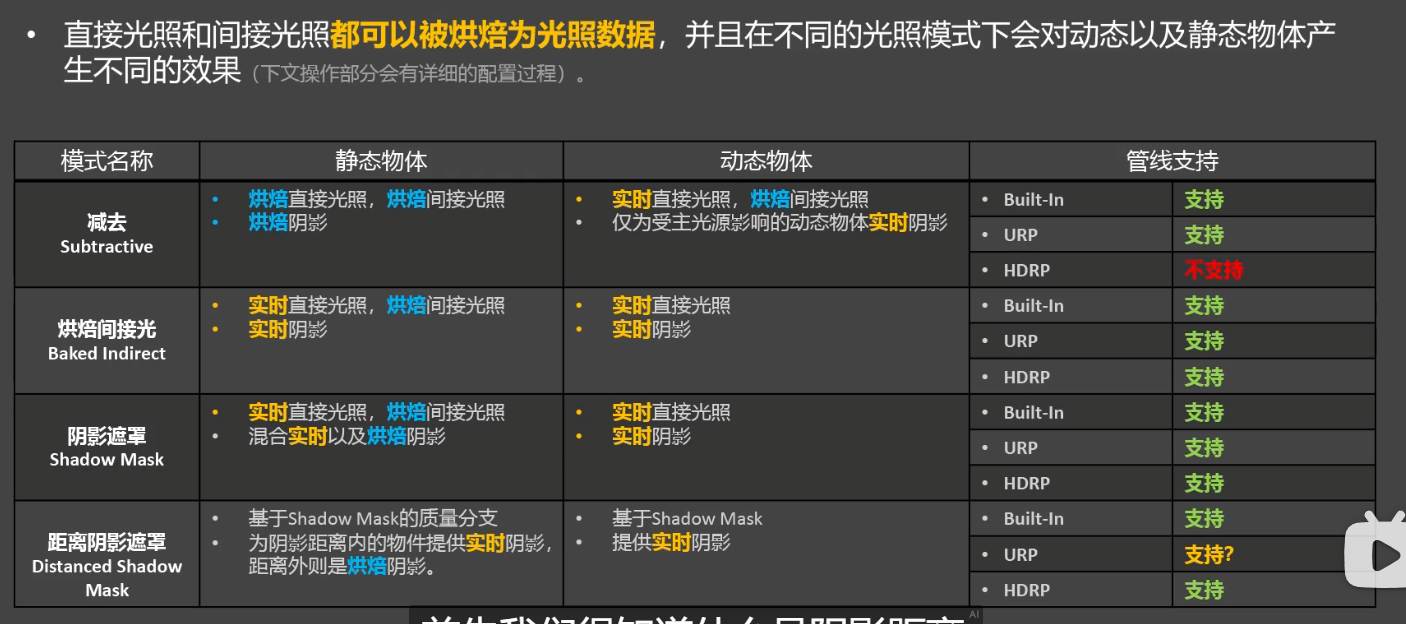 • 直接光照和间接光照都可以被烘焙为光照数据，并且在不同的光照模式下会对动态以及静态物体产
生不同的效果（下文操作部分会有详细的配置过程）。
模式名称 静态物体 动态物体 管线支持
减去
Subtractive
• 烘焙直接光照，烘焙间接光照
• 烘焙阴影
• 实时直接光照，烘焙间接光照
• 仅为受主光源影响的动态物体实时阴影
• Built-In 支持
• URP 支持
• HDRP 不支持
烘焙间接光
Baked Indirect
• 实时直接光照，烘焙间接光照
• 实时阴影
• 实时直接光照
• 实时阴影
• Built-In 支持
• URP 支持
• HDRP 支持
阴影遮罩
Shadow Mask
• 实时直接光照，烘焙间接光照
• 混合实时以及烘焙阴影
• 实时直接光照
• 实时阴影
• Built-In 支持
• URP 支持
• HDRP 支持
距离阴影遮罩
Distanced Shadow
Mask
• 基于Shadow Mask的质量分支
• 为阴影距离内的物件提供实时阴影，
距离外则是烘焙阴影。
• 基于Shadow Mask
• 提供实时阴影
• Built-In 支持
• URP 支持?
• HDRP 支持
AI